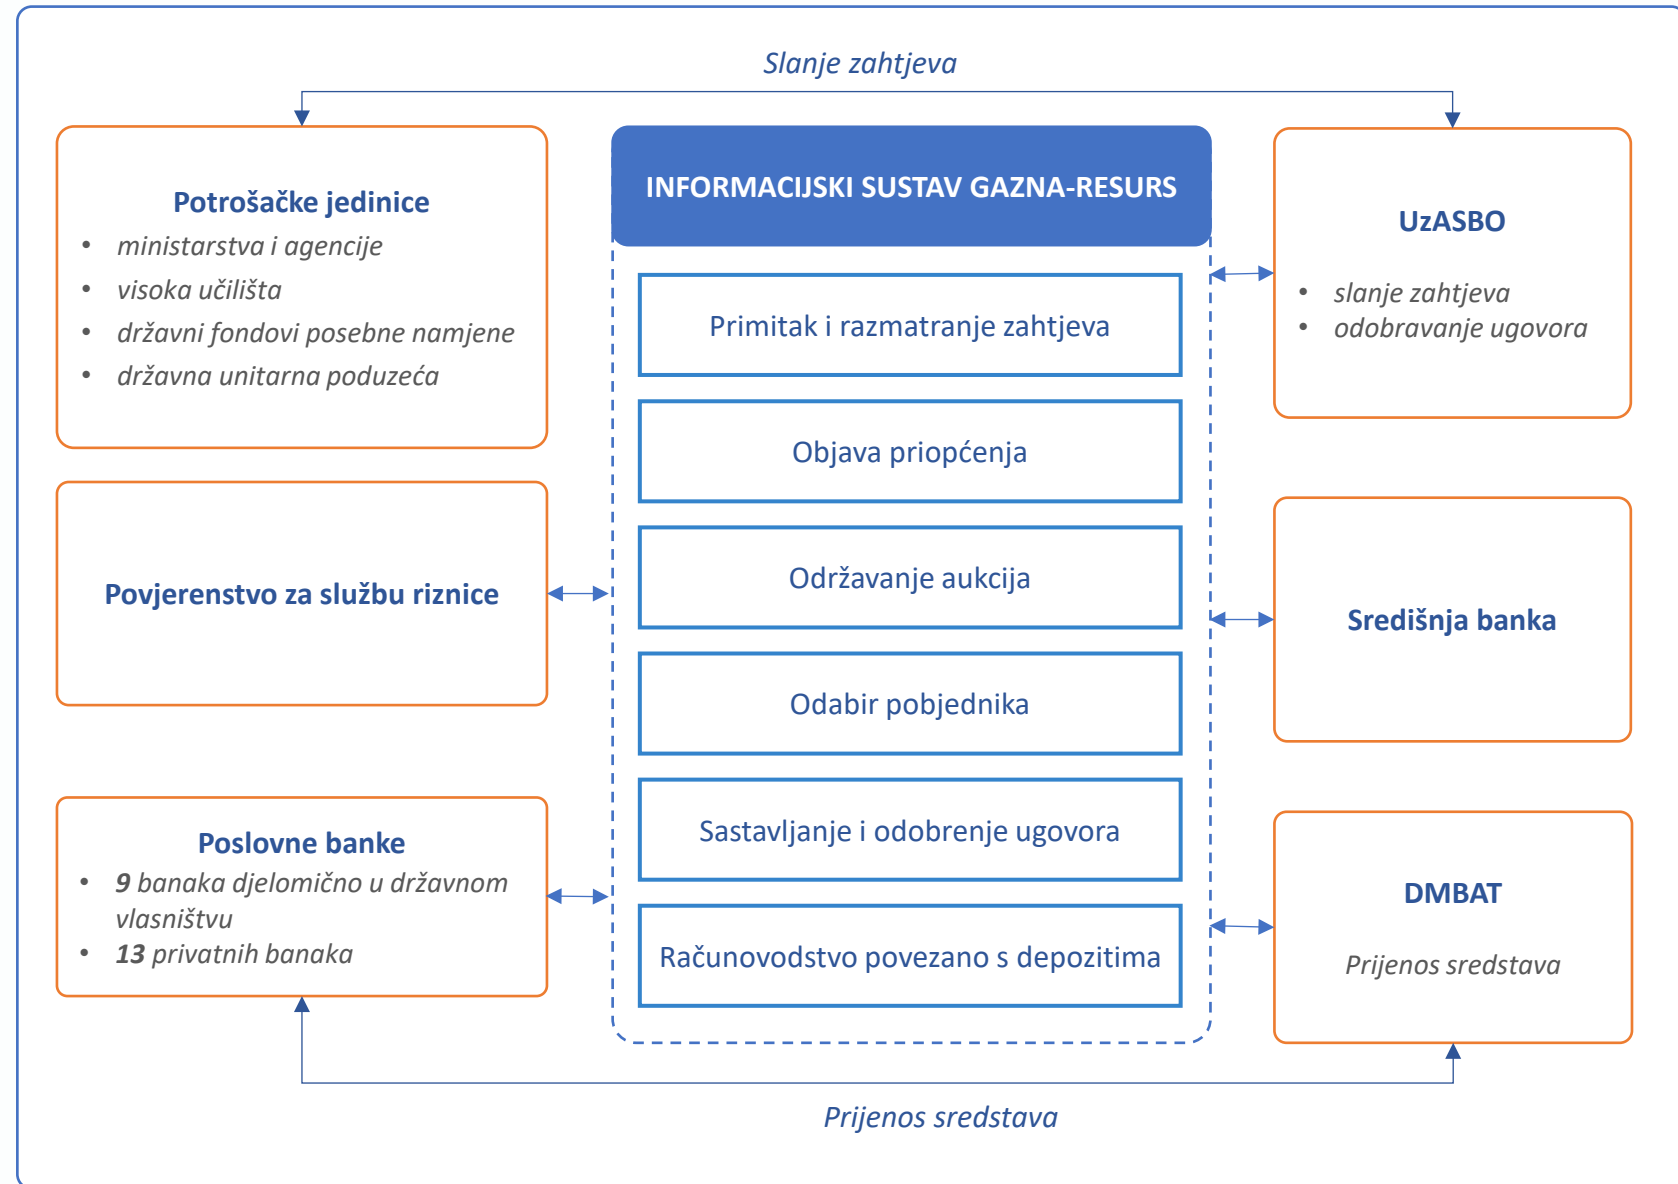 Slanje zahtjeva
Potrošačke jedinice
• ministarstva i agencije
• visoka učilišta
• državni fondovi posebne namjene
• državna unitarna poduzeća
Povjerenstvo za službu riznice
Poslovne banke
• 9 banaka djelomično u državnom
vlasništvu
• 13 privatnih banaka
INFORMACIJSKI SUSTAV GAZNA-RESURS
Primitak i razmatranje zahtjeva
Objava priopćenja
Održavanje aukcija
Odabir pobjednika
Sastavljanje i odobrenje ugovora
Računovodstvo povezano s depozitima
UzASBO
• slanje zahtjeva
• odobravanje ugovora
Središnja banka
DMBAT
Prijenos sredstava
Prijenos sredstava